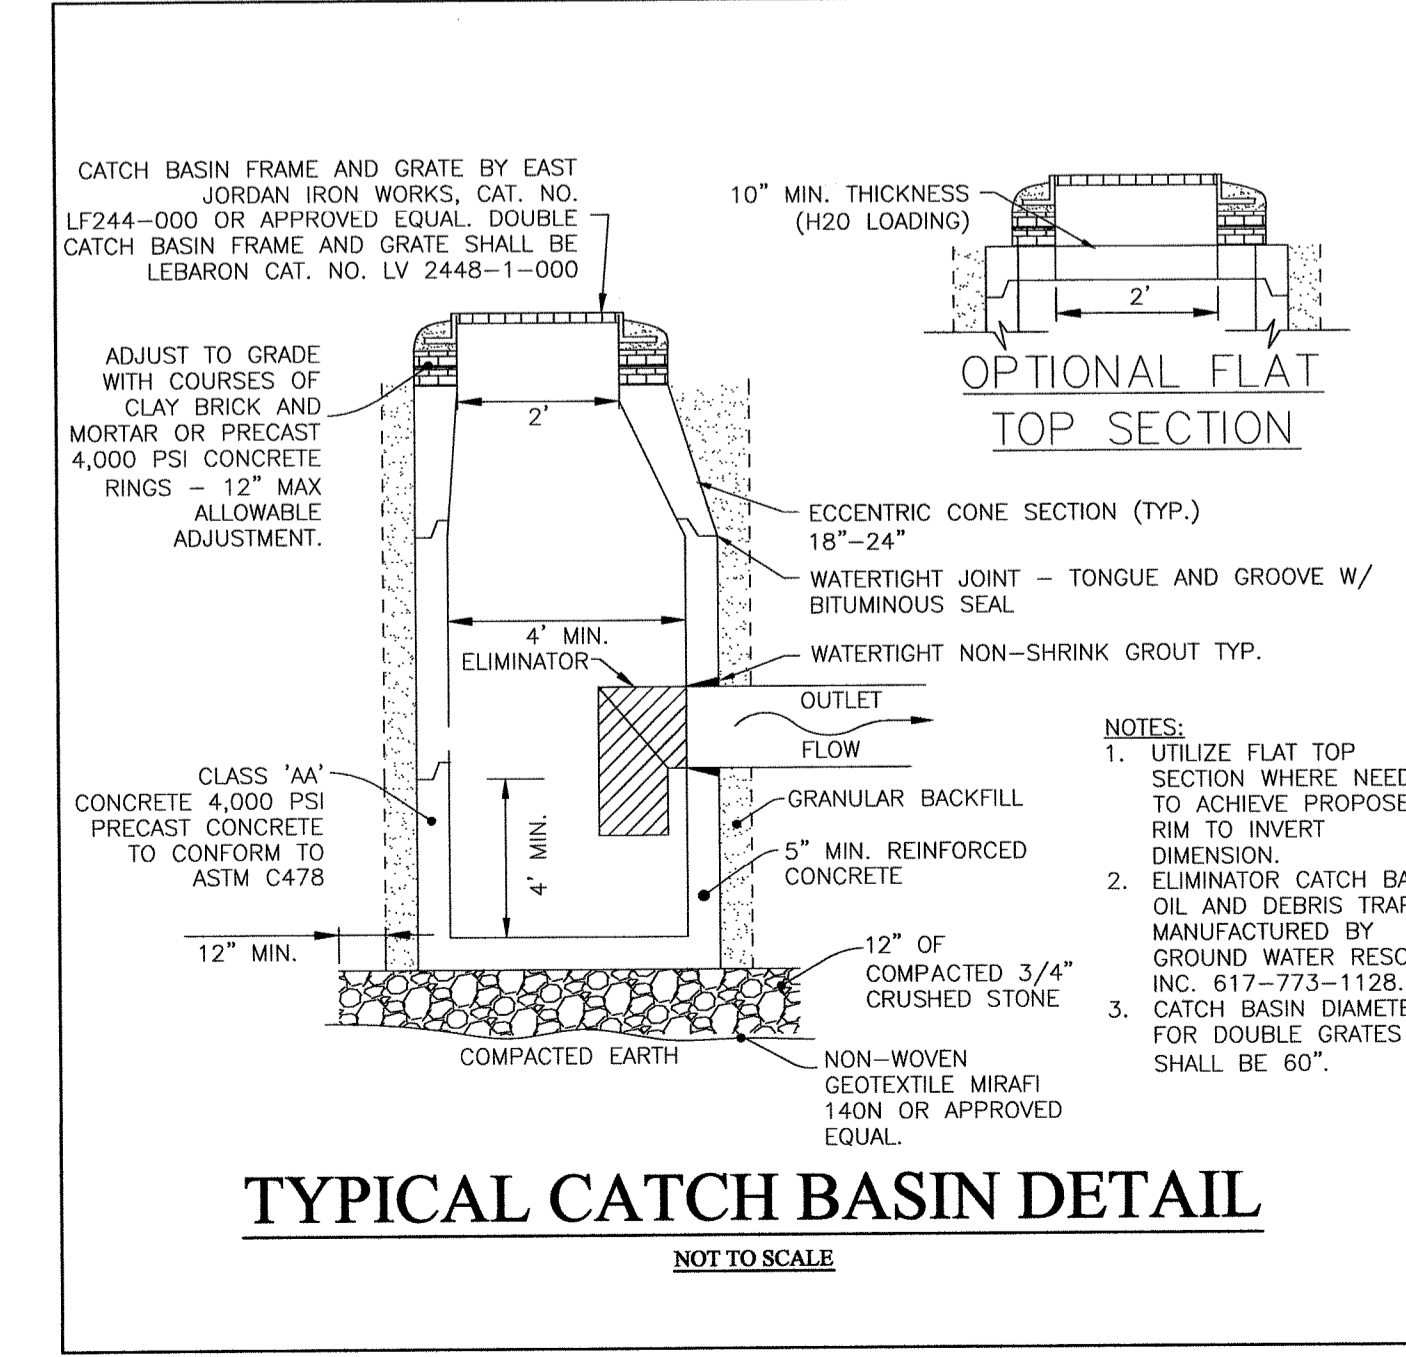 CATCH BASIN FRAME AND GRATE BY EAST
JORDAN IRON WORKS, CAT. NO.
LF244-000 OR APPROVED EQUAL. DOUBLE
CATCH BASIN FRAME AND GRATE SHALL BE
LEBARON CAT. NO. LV 2448-1-000
10" MIN. THICKNESS
(H20 LOADING)
2'
OPTIONAL FLAT
TOP SECTION
ADJUST TO GRADE
WITH COURSES OF
CLAY BRICK AND
MORTAR OR PRECAST
4,000 PSI CONCRETE
RINGS – 12" MAX
ALLOWABLE
ADJUSTMENT.
2'
ECCENTRIC CONE SECTION (TYP.)
18"–24"
WATERTIGHT JOINT – TONGUE AND GROOVE W/
BITUMINOUS SEAL
4' MIN.
ELIMINATOR
WATERTIGHT NON-SHRINK GROUT TYP.
OUTLET
FLOW
CLASS 'AA'
CONCRETE 4,000 PSI
PRECAST CONCRETE
TO CONFORM TO
ASTM C478
4' MIN.
GRANULAR BACKFILL
5" MIN. REINFORCED
CONCRETE
12" MIN.
12" OF
COMPACTED 3/4"
CRUSHED STONE
COMPACTED EARTH
NON-WOVEN
GEOTEXTILE MIRAFI
140N OR APPROVED
EQUAL.
NOTES:
1. UTILIZE FLAT TOP
SECTION WHERE
TO ACHIEVE
RIM TO INVERT
DIMENSION.
2. ELIMINATOR CATCH
OIL AND DEBRIS
MANUFACTURED BY
GROUND WATER
INC. 617-773-1128.
3. CATCH BASIN
FOR DOUBLE GRATES
SHALL BE 60".
TYPICAL CATCH BASIN DETAIL
NOT TO SCALE